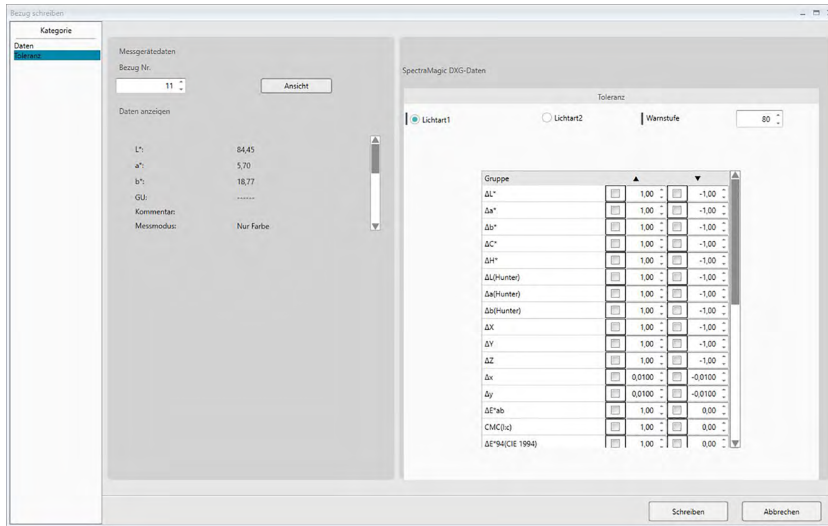 Bezug schreiben
Kategorie
Daten
Toleranz
Messgerätedaten
Bezug Nr.
11
Ansicht
Daten anzeigen
L*: 84,45
a*: 5,70
b*: 18,77
GU: ------
Kommentar:
Messmodus: Nur Farbe
SpectraMagic DXG-Daten
Toleranz
Lichtart1 Lichtart2 Warnstufe 80
Gruppe ▲ ▼
ΔL* 1,00 -1,00
Δa* 1,00 -1,00
Δb* 1,00 -1,00
ΔC* 1,00 -1,00
ΔH* 1,00 -1,00
ΔL(Hunter) 1,00 -1,00
Δa(Hunter) 1,00 -1,00
Δb(Hunter) 1,00 -1,00
ΔX 1,00 -1,00
ΔY 1,00 -1,00
ΔZ 1,00 -1,00
Δx 0,0100 -0,0100
Δy 0,0100 -0,0100
ΔE*ab 1,00 0,00
CMC(l:c) 1,00 0,00
ΔE*94(CIE 1994) 1,00 0,00
Schreiben Abbrechen